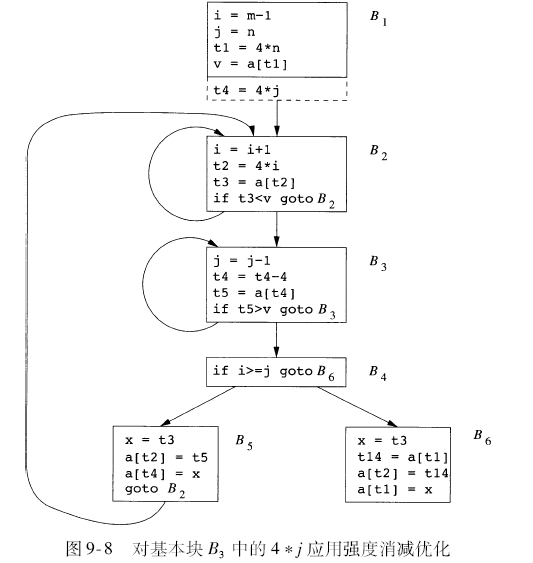 i = m-1
j = n
t1 = 4*n
v = a[t1]
t4 = 4*j
B1
i = i+1
t2 = 4*i
t3 = a[t2]
if t3<v goto B2
B2
j = j-1
t4 = t4-4
t5 = a[t4]
if t5>v goto B3
B3
if i>=j goto B6
B4
x = t3
a[t2] = t5
a[t4] = x
goto B2
B5
x = t3
t14 = a[t1]
a[t2] = t14
a[t1] = x
B6
图9-8 对基本块B3中的4*j应用强度消减优化